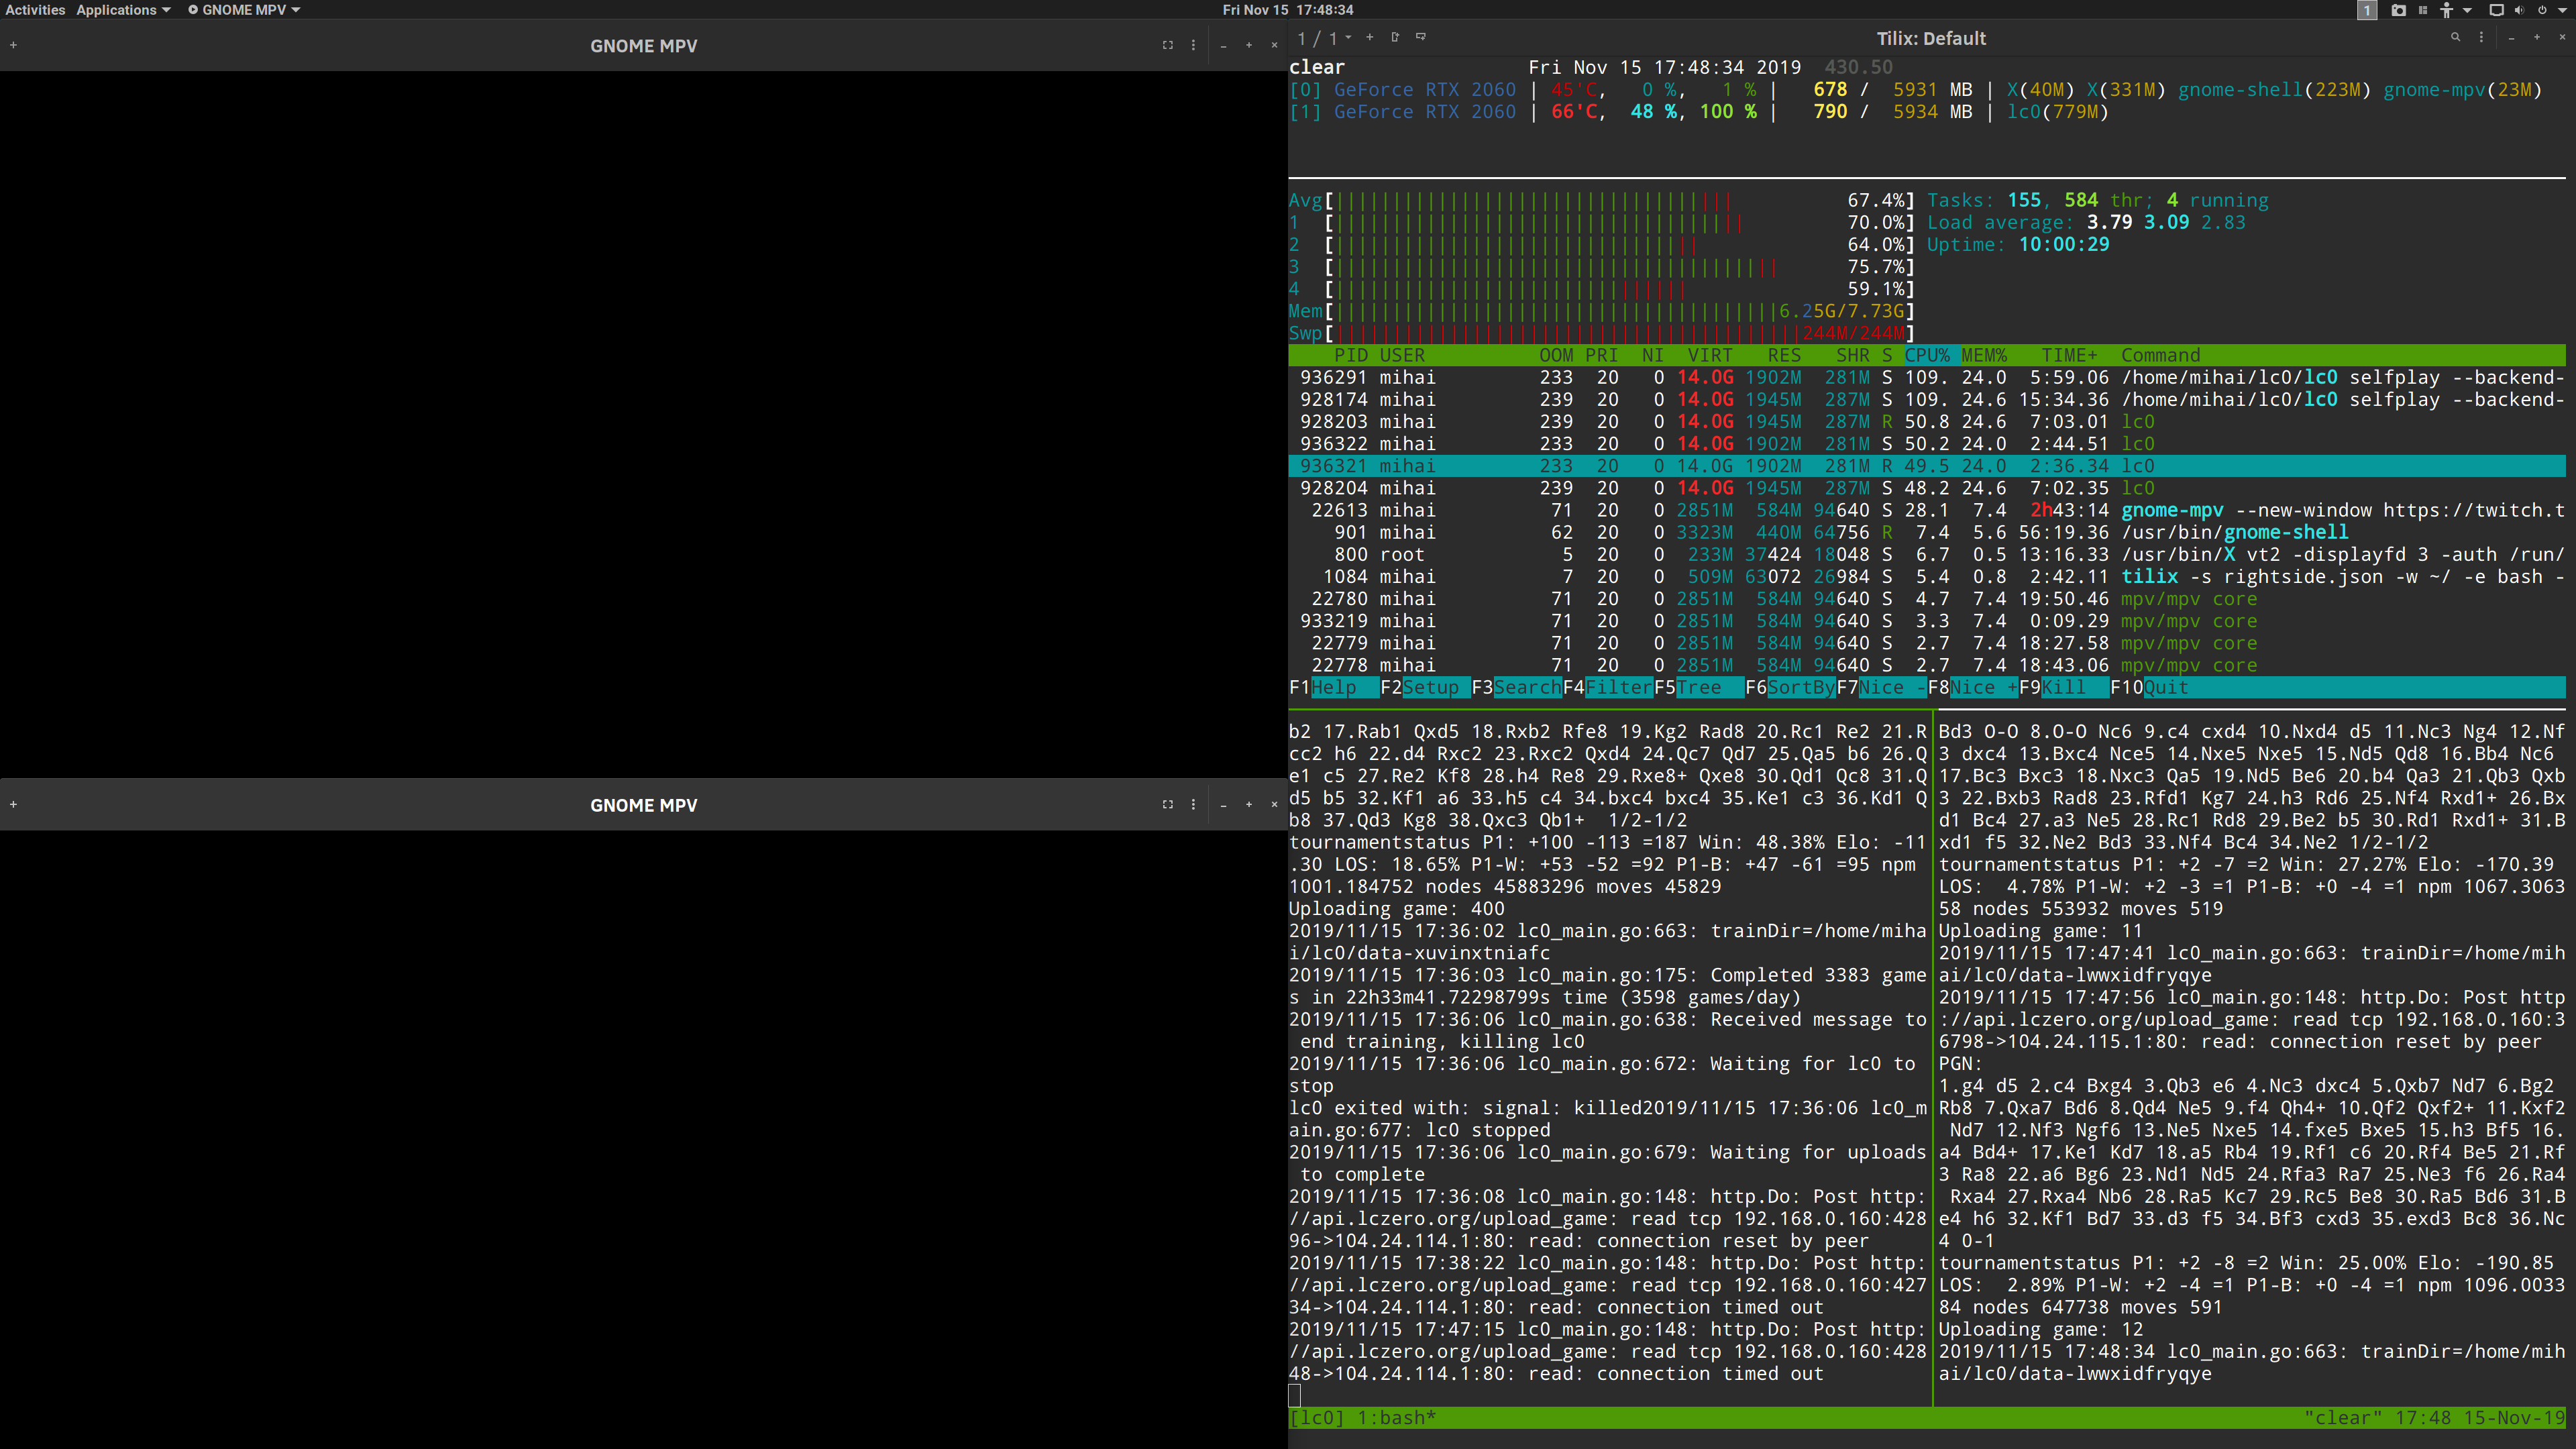 Activities Applications GNOME MPV Fri Nov 15 17:48:34 1
GNOME MPV
GNOME MPV
1 / 1 Tilix: Default
clear Fri Nov 15 17:48:34 2019 430.50
[0] GeForce RTX 2060 | 45'C, 0 %, 1 % | 678 / 5931 MB | X(40M) X(331M) gnome-shell(223M) gnome-mpv(23M)
[1] GeForce RTX 2060 | 66'C, 48 %, 100 % | 790 / 5934 MB | lc0(779M)
Avg[ 67.4%] Tasks: 155, 584 thr; 4 running
1 [ 70.0%] Load average: 3.79 3.09 2.83
2 [ 64.0%] Uptime: 10:00:29
3 [ 75.7%]
4 [ 59.1%]
Mem[ 6.25G/7.73G]
Swp[ 244M/244M]
PID USER OOM PRI NI VIRT RES SHR S CPU% MEM% TIME+ Command
936291 mihai 233 20 0 14.0G 1902M 281M S 109. 24.0 5:59.06 /home/mihai/lc0/lc0 selfplay --backend-
928174 mihai 239 20 0 14.0G 1945M 287M S 109. 24.6 15:34.36 /home/mihai/lc0/lc0 selfplay --backend-
928203 mihai 239 20 0 14.0G 1945M 287M R 50.8 24.6 7:03.01 lc0
936322 mihai 233 20 0 14.0G 1902M 281M S 50.2 24.0 2:44.51 lc0
936321 mihai 233 20 0 14.0G 1902M 281M R 49.5 24.0 2:36.34 lc0
928204 mihai 239 20 0 14.0G 1945M 287M S 48.2 24.6 7:02.35 lc0
22613 mihai 71 20 0 2851M 584M 94640 S 28.1 7.4 2h43:14 gnome-mpv --new-window https://twitch.t
901 mihai 62 20 0 3323M 440M 64756 R 7.4 5.6 56:19.36 /usr/bin/gnome-shell
800 root 5 20 0 233M 37424 18048 S 6.7 0.5 13:16.33 /usr/bin/X vt2 -displayfd 3 -auth /run/
1084 mihai 7 20 0 509M 63072 26984 S 5.4 0.8 2:42.11 tilix -s rightside.json -w ~/ -e bash -
22780 mihai 71 20 0 2851M 584M 94640 S 4.7 7.4 19:50.46 mpv/mpv core
933219 mihai 71 20 0 2851M 584M 94640 S 3.3 7.4 0:09.29 mpv/mpv core
22779 mihai 71 20 0 2851M 584M 94640 S 2.7 7.4 18:27.58 mpv/mpv core
22778 mihai 71 20 0 2851M 584M 94640 S 2.7 7.4 18:43.06 mpv/mpv core
F1Help F2Setup F3SearchF4FilterF5Tree F6SortByF7Nice -F8Nice +F9Kill F10Quit
b2 17.Rab1 Qxd5 18.Rxb2 Rfe8 19.Kg2 Rad8 20.Rc1 Re2 21.R
cc2 h6 22.d4 Rxc2 23.Rxc2 Qxd4 24.Qc7 Qd7 25.Qa5 b6 26.Q
e1 c5 27.Re2 Kf8 28.h4 Re8 29.Rxe8+ Qxe8 30.Qd1 Qc8 31.Q
d5 b5 32.Kf1 a6 33.h5 c4 34.bxc4 bxc4 35.Ke1 c3 36.Kd1 Q
b8 37.Qd3 Kg8 38.Qxc3 Qb1+ 1/2-1/2
tournamentstatus P1: +100 -113 =187 Win: 48.38% Elo: -11
.30 LOS: 18.65% P1-W: +53 -52 =92 P1-B: +47 -61 =95 npm
1001.184752 nodes 45883296 moves 45829
Uploading game: 400
2019/11/15 17:36:02 lc0_main.go:663: trainDir=/home/miha
i/lc0/data-xuvinxtniafc
2019/11/15 17:36:03 lc0_main.go:175: Completed 3383 game
s in 22h33m41.72298799s time (3598 games/day)
2019/11/15 17:36:06 lc0_main.go:638: Received message to
end training, killing lc0
2019/11/15 17:36:06 lc0_main.go:672: Waiting for lc0 to
stop
lc0 exited with: signal: killed2019/11/15 17:36:06 lc0_m
ain.go:677: lc0 stopped
2019/11/15 17:36:06 lc0_main.go:679: Waiting for uploads
to complete
2019/11/15 17:36:08 lc0_main.go:148: http.Do: Post http:
//api.lczero.org/upload_game: read tcp 192.168.0.160:428
96->104.24.114.1:80: read: connection reset by peer
2019/11/15 17:38:22 lc0_main.go:148: http.Do: Post http:
//api.lczero.org/upload_game: read tcp 192.168.0.160:427
34->104.24.114.1:80: read: connection timed out
2019/11/15 17:47:15 lc0_main.go:148: http.Do: Post http:
//api.lczero.org/upload_game: read tcp 192.168.0.160:428
48->104.24.114.1:80: read: connection timed out
Bd3 O-O 8.O-O Nc6 9.c4 cxd4 10.Nxd4 d5 11.Nc3 Ng4 12.Nf
3 dxc4 13.Bxc4 Nce5 14.Nxe5 Nxe5 15.Nd5 Qd8 16.Bb4 Nc6
17.Bc3 Bxc3 18.Nxc3 Qa5 19.Nd5 Be6 20.b4 Qa3 21.Qb3 Qxb
3 22.Bxb3 Rad8 23.Rfd1 Kg7 24.h3 Rd6 25.Nf4 Rxd1+ 26.Bx
d1 Bc4 27.a3 Ne5 28.Rc1 Rd8 29.Be2 b5 30.Rd1 Rxd1+ 31.B
xd1 f5 32.Ne2 Bd3 33.Nf4 Bc4 34.Ne2 1/2-1/2
tournamentstatus P1: +2 -7 =2 Win: 27.27% Elo: -170.39
LOS: 4.78% P1-W: +2 -3 =1 P1-B: +0 -4 =1 npm 1067.3063
58 nodes 553932 moves 519
Uploading game: 11
2019/11/15 17:47:41 lc0_main.go:663: trainDir=/home/mih
ai/lc0/data-lwwxidfryqye
2019/11/15 17:47:56 lc0_main.go:148: http.Do: Post http
://api.lczero.org/upload_game: read tcp 192.168.0.160:3
6798->104.24.115.1:80: read: connection reset by peer
PGN:
1.g4 d5 2.c4 Bxg4 3.Qb3 e6 4.Nc3 dxc4 5.Qxb7 Nd7 6.Bg2
Rb8 7.Qxa7 Bd6 8.Qd4 Ne5 9.f4 Qh4+ 10.Qf2 Qxf2+ 11.Kxf2
Nd7 12.Nf3 Ngf6 13.Ne5 Nxe5 14.fxe5 Bxe5 15.h3 Bf5 16.
a4 Bd4+ 17.Ke1 Kd7 18.a5 Rb4 19.Rf1 c6 20.Rf4 Be5 21.Rf
3 Ra8 22.a6 Bg6 23.Nd1 Nd5 24.Rfa3 Ra7 25.Ne3 f6 26.Ra4
Rxa4 27.Rxa4 Nb6 28.Ra5 Kc7 29.Rc5 Be8 30.Ra5 Bd6 31.B
e4 h6 32.Kf1 Bd7 33.d3 f5 34.Bf3 cxd3 35.exd3 Bc8 36.Nc
4 0-1
tournamentstatus P1: +2 -8 =2 Win: 25.00% Elo: -190.85
LOS: 2.89% P1-W: +2 -4 =1 P1-B: +0 -4 =1 npm 1096.0033
84 nodes 647738 moves 591
Uploading game: 12
2019/11/15 17:48:34 lc0_main.go:663: trainDir=/home/mih
ai/lc0/data-lwwxidfryqye
[lc0] 1:bash* "clear" 17:48 15-Nov-19